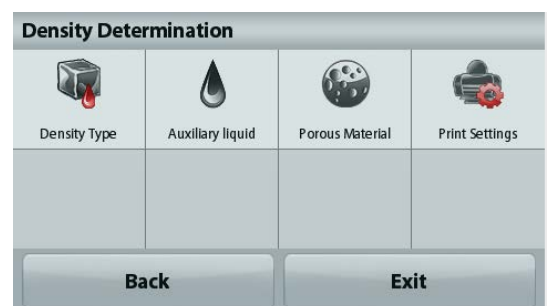 Density Determination
Density Type
Auxiliary liquid
Porous Material
Print Settings
Back
Exit